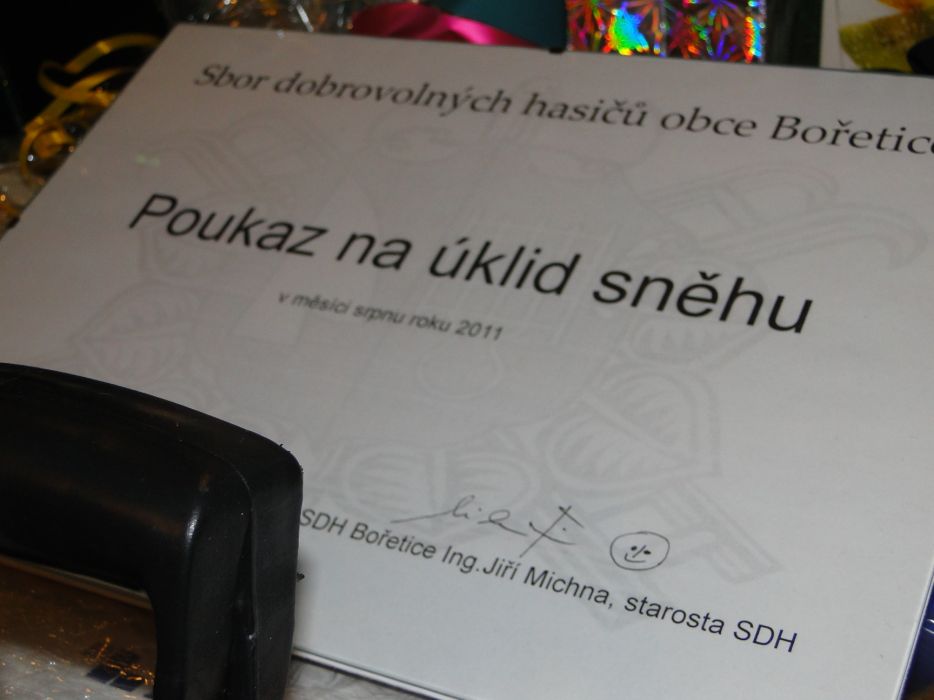 Sbor dobrovolných hasičů obce Bořetice
Poukaz na úklid sněhu
v měsíci srpnu roku 2011
SDH Bořetice Ing.Jiří Michna, starosta SDH